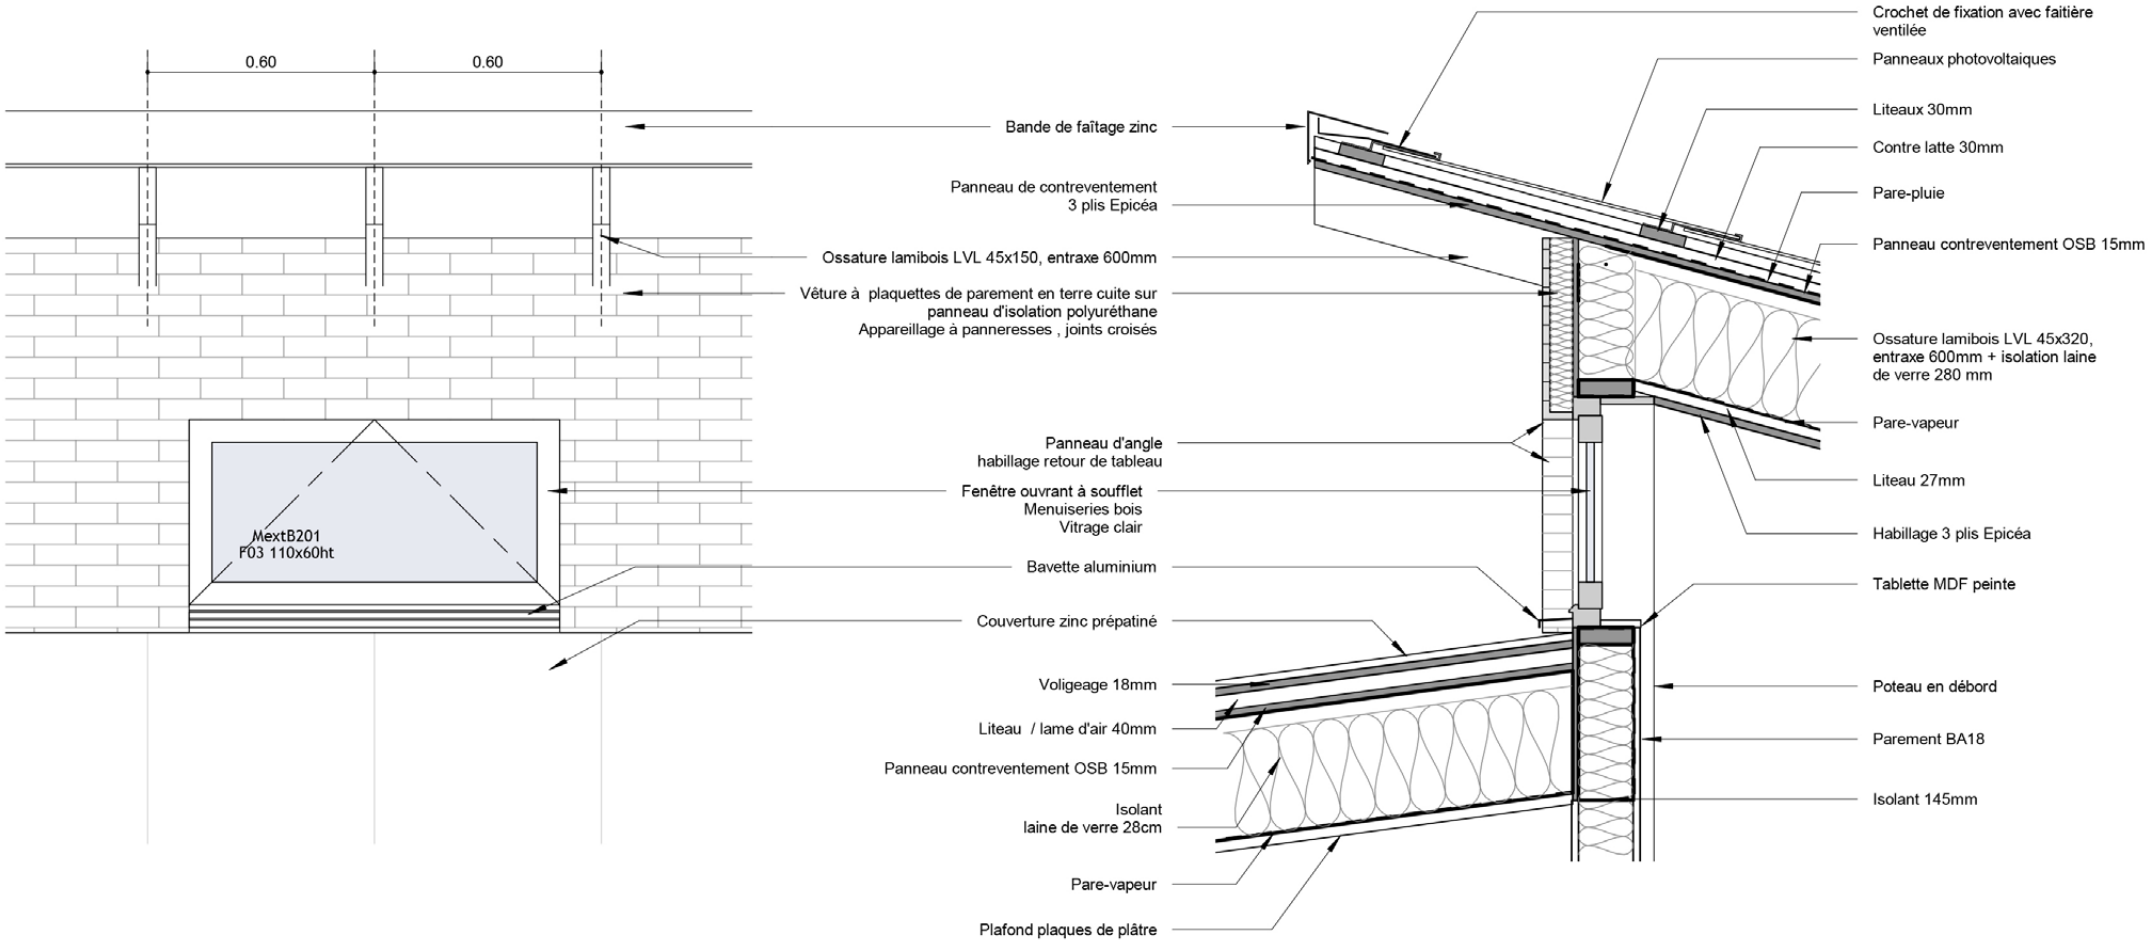 0.60
0.60
MextB201
F03 110x60ht
Bande de faîtage zinc
Panneau de contreventement
3 plis Epicéa
Ossature lamibois LVL 45x150, entraxe 600mm
Vêture à plaquettes de parement en terre cuite sur
panneau d'isolation polyuréthane
Appareillage à panneresses , joints croisés
Panneau d'angle
habillage retour de tableau
Fenêtre ouvrant à soufflet
Menuiseries bois
Vitrage clair
Bavette aluminium
Couverture zinc prépatiné
Voligeage 18mm
Liteau / lame d'air 40mm
Panneau contreventement OSB 15mm
Isolant
laine de verre 28cm
Pare-vapeur
Plafond plaques de plâtre
Crochet de fixation avec faitière
ventilée
Panneaux photovoltaiques
Liteaux 30mm
Contre latte 30mm
Pare-pluie
Panneau contreventement OSB 15mm
Ossature lamibois LVL 45x320,
entraxe 600mm + isolation laine
de verre 280 mm
Pare-vapeur
Liteau 27mm
Habillage 3 plis Epicéa
Tablette MDF peinte
Poteau en débord
Parement BA18
Isolant 145mm